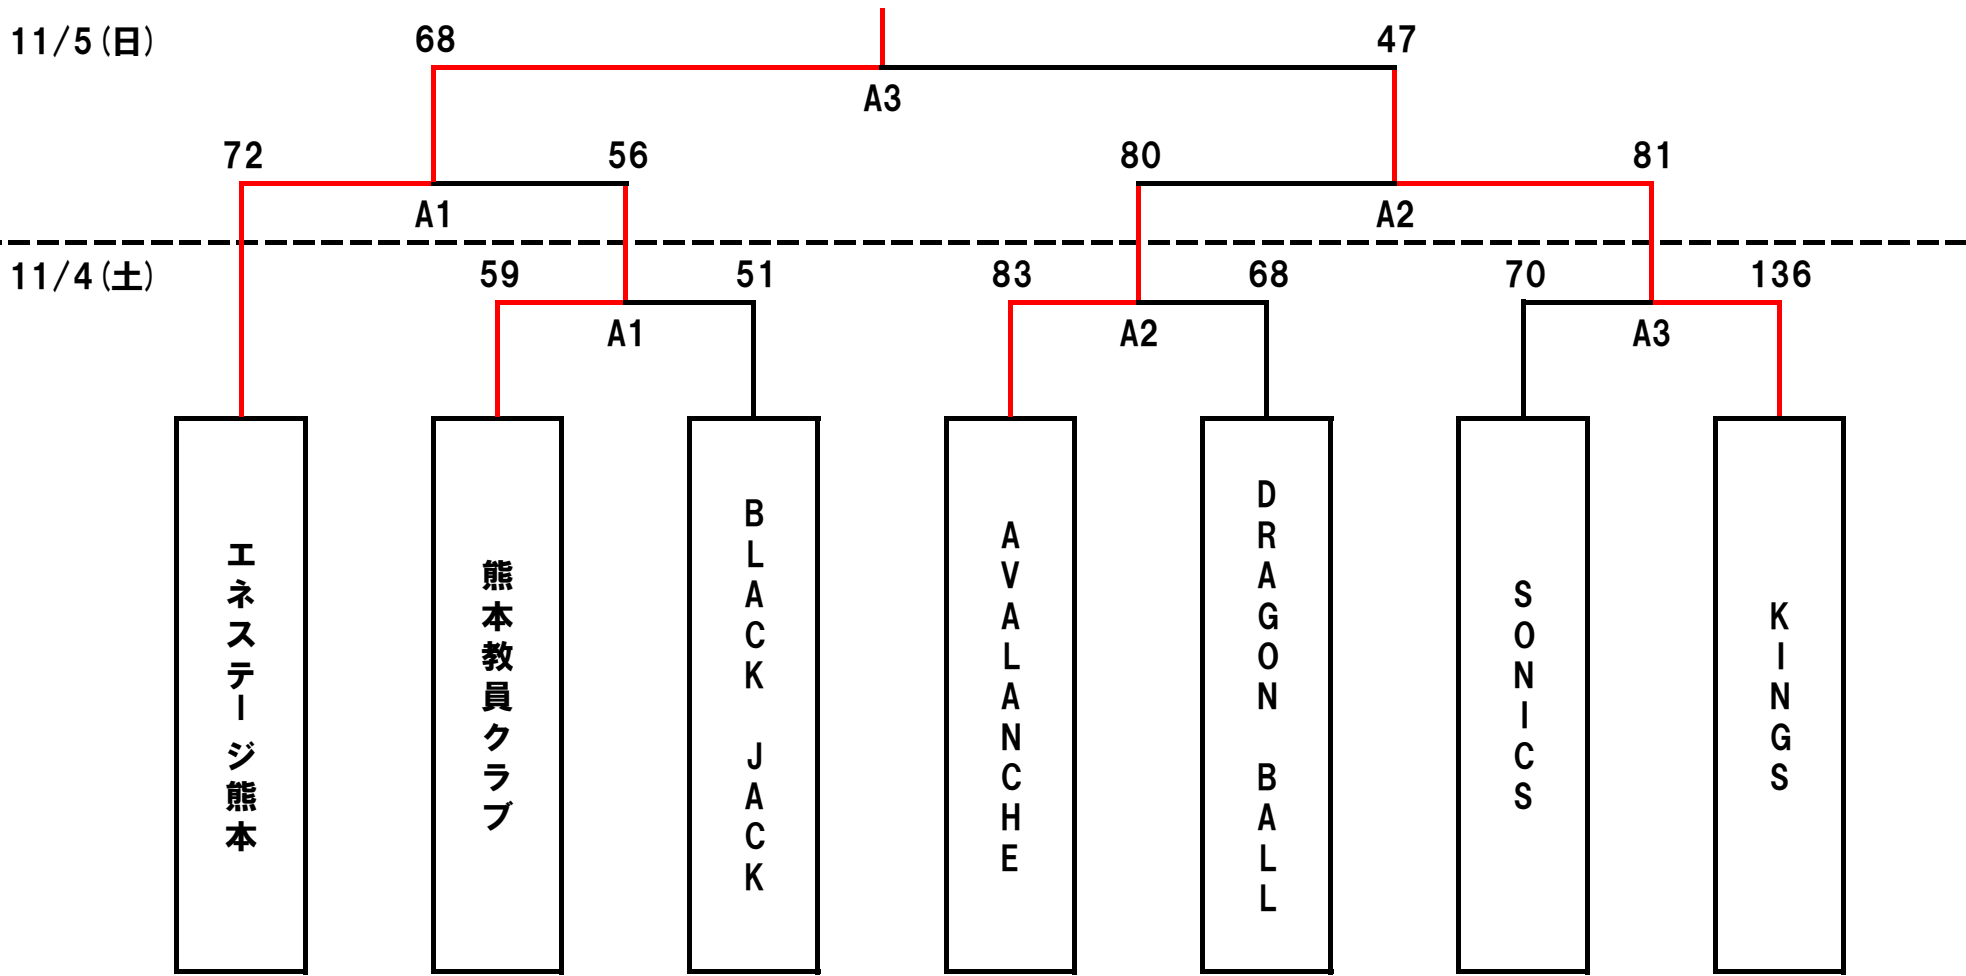 11/5(日)
68
47
A3
72
56
80
81
A1
A2
11/4(土)
59
51
83
68
70
136
A1
A2
A3
エネステージ熊本
熊本教員クラブ
BLACK JACK
AVALANCHE
DRAGON BALL
SONICS
KINGS